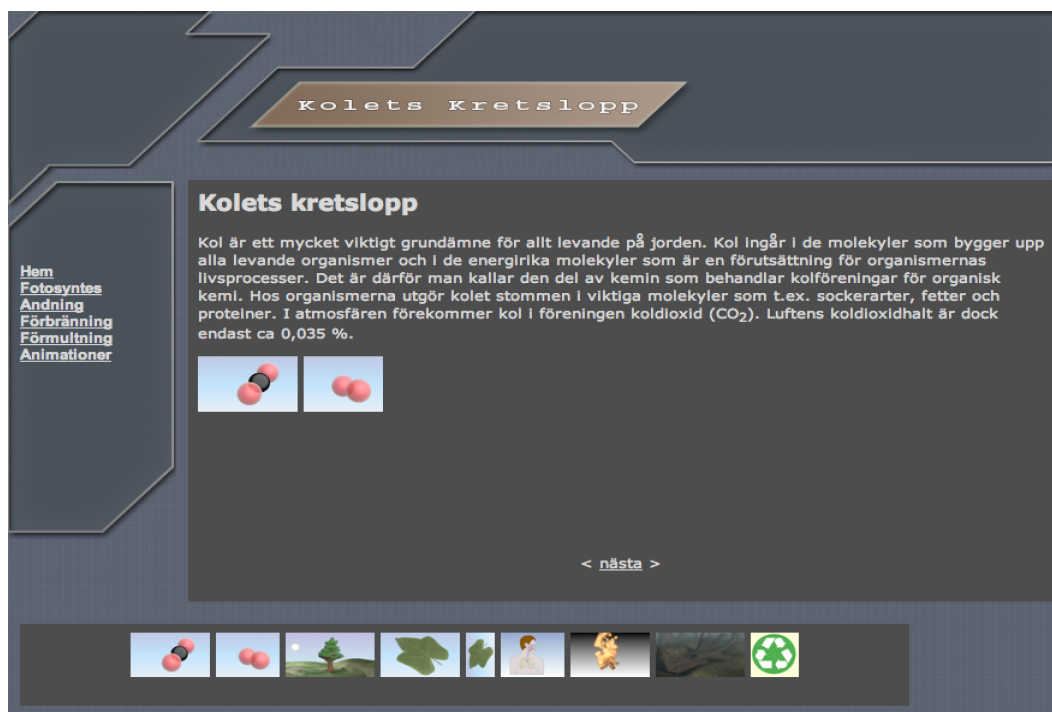 Kolets Kretslopp
Kolets kretslopp
Kol är ett mycket viktigt grundämne för allt levande på jorden. Kol ingår i de molekyler som bygger upp
alla levande organismer och i de energirika molekyler som är en förutsättning för organismernas
livsprocesser. Det är därför man kallar den del av kemin som behandlar kolföreningar för organisk
kemi. Hos organismerna utgör kolet stommen i viktiga molekyler som t.ex. sockerarter, fetter och
proteiner. I atmosfären förekommer kol i föreningen koldioxid (CO₂). Luftens koldioxidhalt är dock
endast ca 0,035 %.
Hem
Fotosyntes
Andning
Förbränning
Förmultning
Animationer
< nästa >